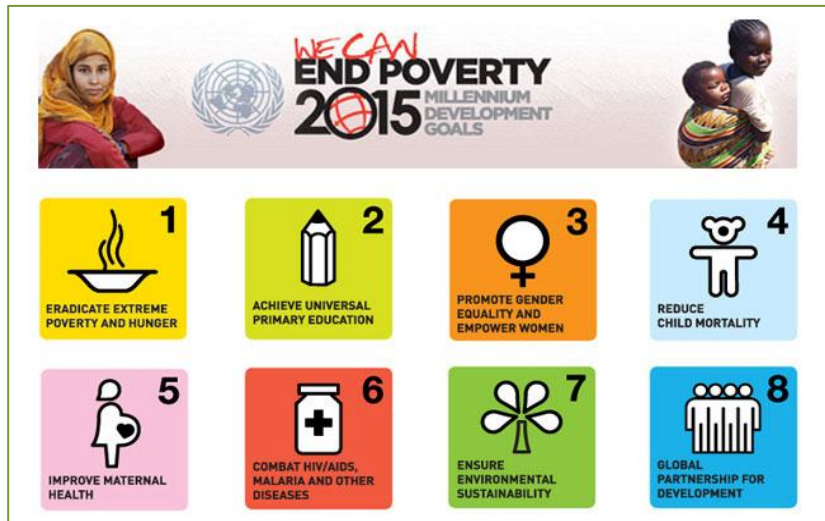 WE CAN
END POVERTY
2015 MILLENNIUM
DEVELOPMENT
GOALS
1
ERADICATE EXTREME
POVERTY AND HUNGER
2
ACHIEVE UNIVERSAL
PRIMARY EDUCATION
3
PROMOTE GENDER
EQUALITY AND
EMPOWER WOMEN
4
REDUCE
CHILD MORTALITY
5
IMPROVE MATERNAL
HEALTH
6
COMBAT HIV/AIDS,
MALARIA AND OTHER
DISEASES
7
ENSURE
ENVIRONMENTAL
SUSTAINABILITY
8
GLOBAL
PARTNERSHIP FOR
DEVELOPMENT